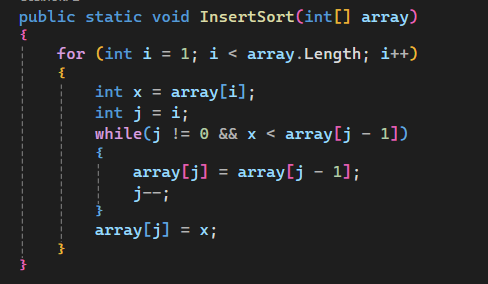 public static void InsertSort(int[] array)
{
    for (int i = 1; i < array.Length; i++)
    {
        int x = array[i];
        int j = i;
        while(j != 0 && x < array[j - 1])
        {
            array[j] = array[j - 1];
            j--;
        }
        array[j] = x;
    }
}